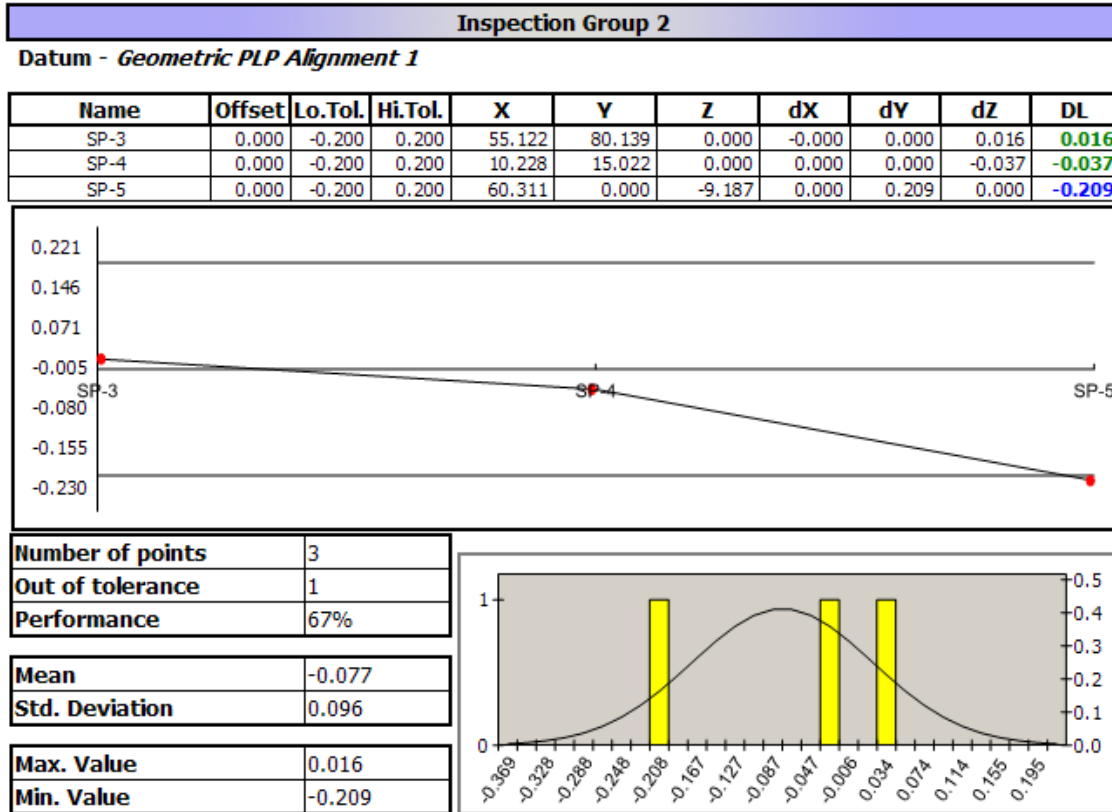 Inspection Group 2
Datum - Geometric PLP Alignment 1
Name Offset Lo.Tol. Hi.Tol. X Y Z dX dY dZ DL
SP-3 0.000 -0.200 0.200 55.122 80.139 0.000 -0.000 0.000 0.016 0.016
SP-4 0.000 -0.200 0.200 10.228 15.022 0.000 0.000 0.000 -0.037 -0.037
SP-5 0.000 -0.200 0.200 60.311 0.000 -9.187 0.000 0.209 0.000 -0.209
0.221
0.146
0.071
-0.005
SP-3 SP-4 SP-5
-0.080
-0.155
-0.230
Number of points 3
Out of tolerance 1
Performance 67%
Mean -0.077
Std. Deviation 0.096
Max. Value 0.016
Min. Value -0.209
1
0
0.5
0.4
0.3
0.2
0.1
0.0
-0.369 -0.328 -0.288 -0.248 -0.208 -0.167 -0.127 -0.087 -0.047 -0.006 0.034 0.074 0.114 0.155 0.195